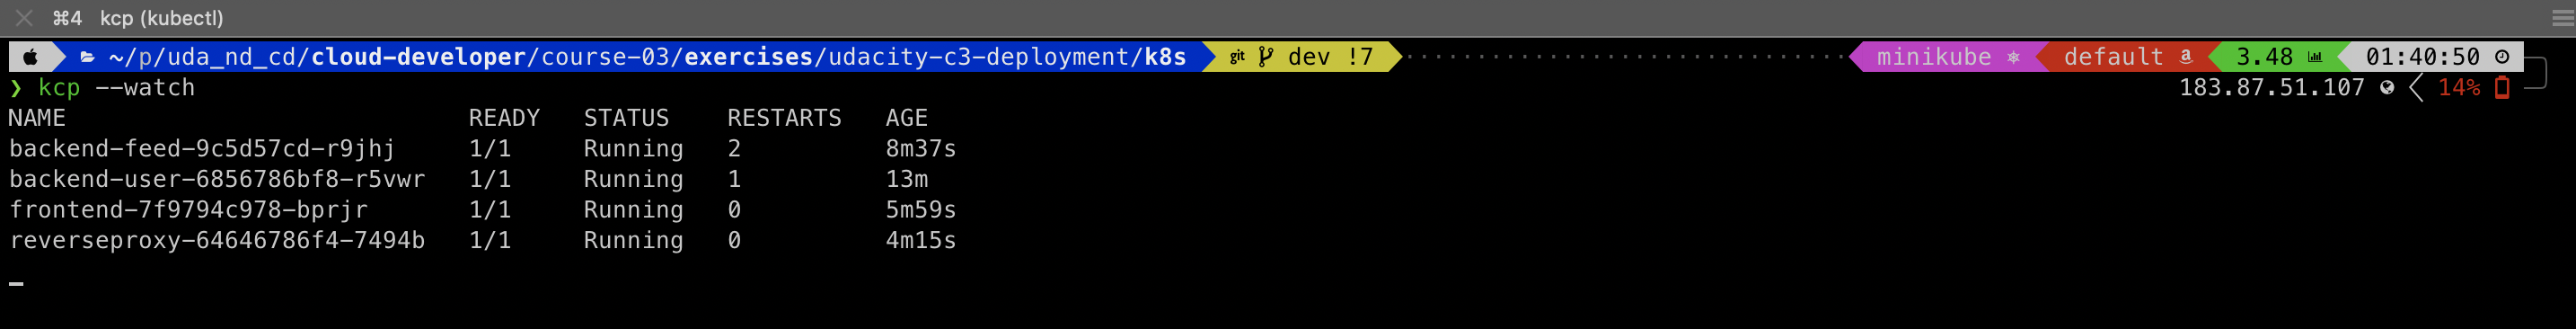 ⌘4 kcp (kubectl)
~/p/uda_nd_cd/cloud-developer/course-03/exercises/udacity-c3-deployment/k8s git dev !7 minikube default a 3.48 01:40:50
❯ kcp --watch 183.87.51.107 14%
NAME READY STATUS RESTARTS AGE
backend-feed-9c5d57cd-r9jhj 1/1 Running 2 8m37s
backend-user-6856786bf8-r5vwr 1/1 Running 1 13m
frontend-7f9794c978-bprjr 1/1 Running 0 5m59s
reverseproxy-64646786f4-7494b 1/1 Running 0 4m15s